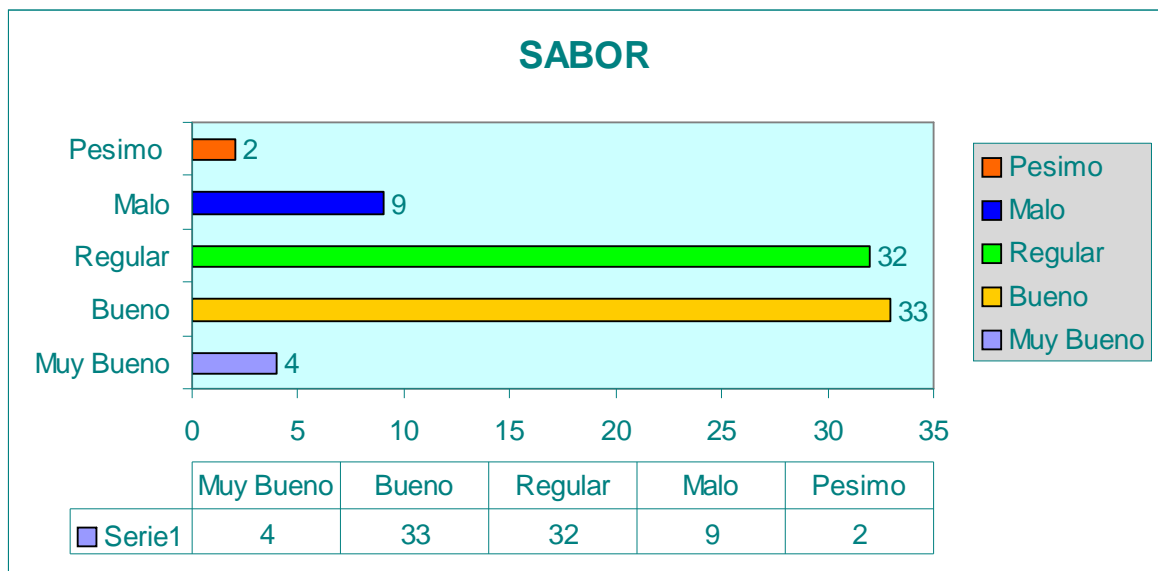 SABOR
Pesimo 2
Malo 9
Regular 32
Bueno 33
Muy Bueno 4
0 5 10 15 20 25 30 35
Pesimo
Malo
Regular
Bueno
Muy Bueno
Muy Bueno Bueno Regular Malo Pesimo
Serie1 4 33 32 9 2